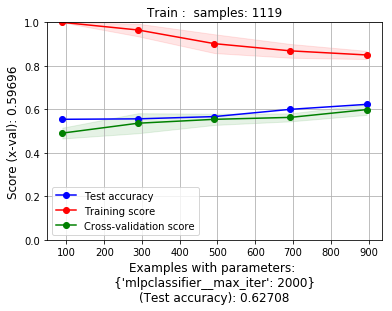 Train :  samples: 1119
Score (x-val): 0.59696
1.0
0.8
0.6
0.4
0.2
0.0
Test accuracy
Training score
Cross-validation score
100 200 300 400 500 600 700 800 900
Examples with parameters:
{'mlpclassifier__max_iter': 2000}
(Test accuracy): 0.62708